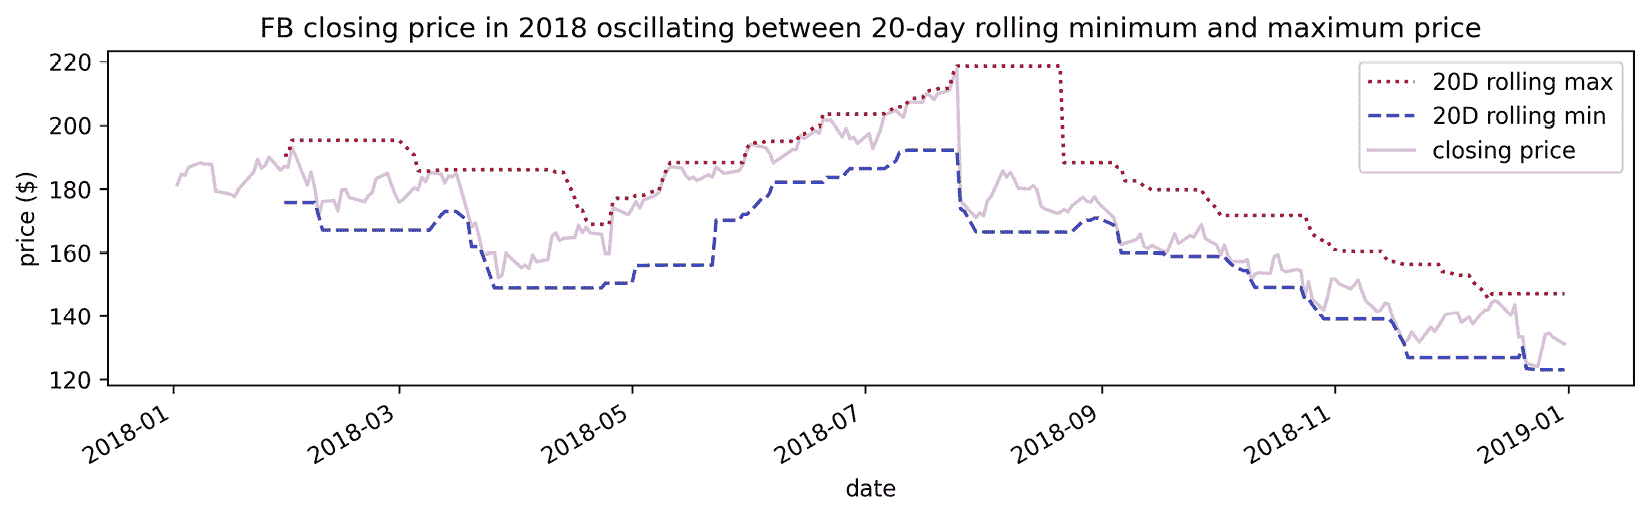 FB closing price in 2018 oscillating between 20-day rolling minimum and maximum price
220
200
180
160
140
120
price ($)
20D rolling max
20D rolling min
closing price
2018-01
2018-03
2018-05
2018-07
2018-09
2018-11
2019-01
date